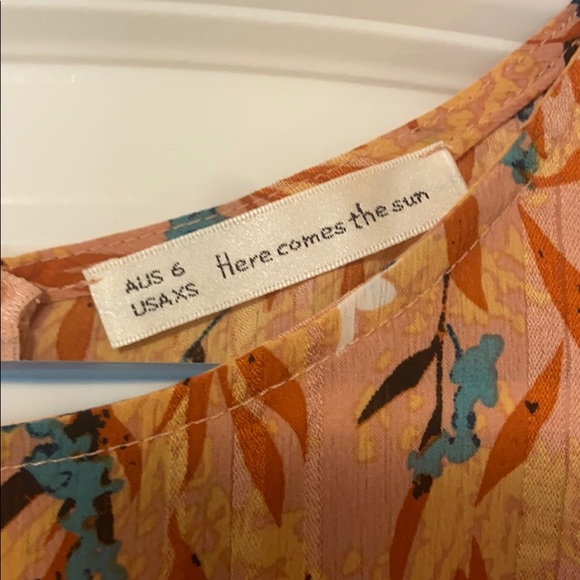 AUS 6
USA XS
Here comes the sun